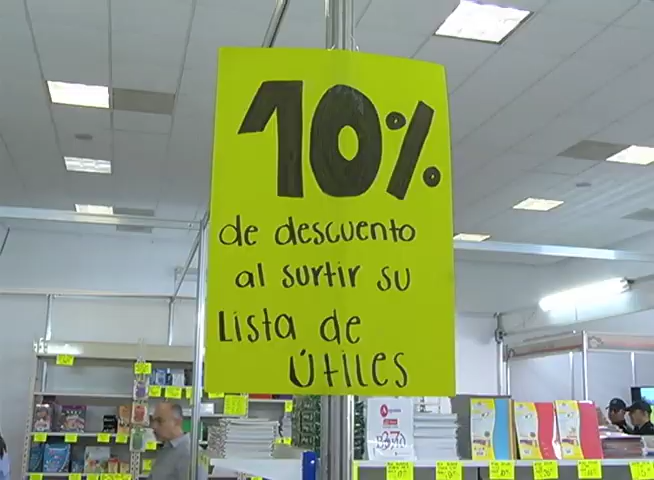 10%
de descuento
al surtir su
Lista de
Útiles